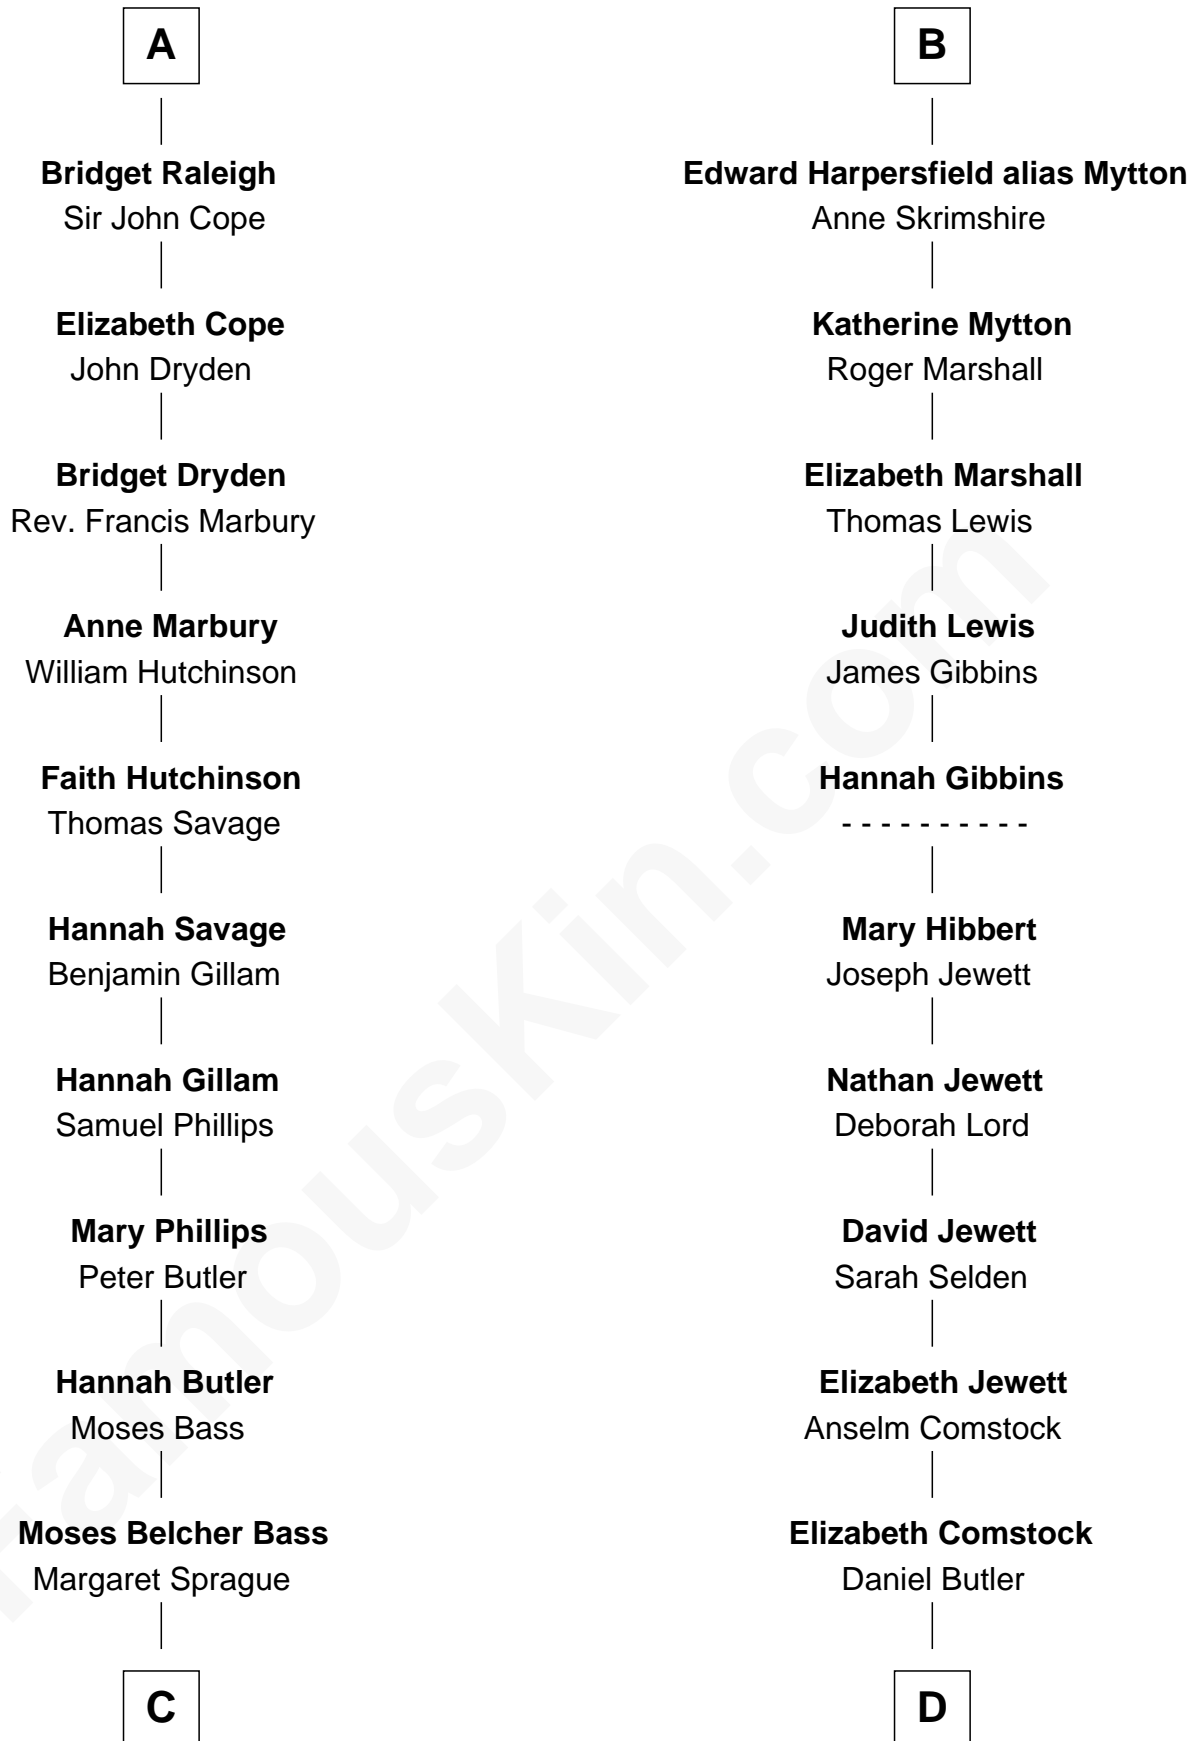 A
Bridget Raleigh
Sir John Cope
Elizabeth Cope
John Dryden
Bridget Dryden
Rev. Francis Marbury
Anne Marbury
William Hutchinson
Faith Hutchinson
Thomas Savage
Hannah Savage
Benjamin Gillam
Hannah Gillam
Samuel Phillips
Mary Phillips
Peter Butler
Hannah Butler
Moses Bass
Moses Belcher Bass
Margaret Sprague
C
B
Edward Harpersfield alias Mytton
Anne Skrimshire
Katherine Mytton
Roger Marshall
Elizabeth Marshall
Thomas Lewis
Judith Lewis
James Gibbins
Hannah Gibbins
- - - - - - - - - -
Mary Hibbert
Joseph Jewett
Nathan Jewett
Deborah Lord
David Jewett
Sarah Selden
Elizabeth Jewett
Anselm Comstock
Elizabeth Comstock
Daniel Butler
D
FamousKin.com